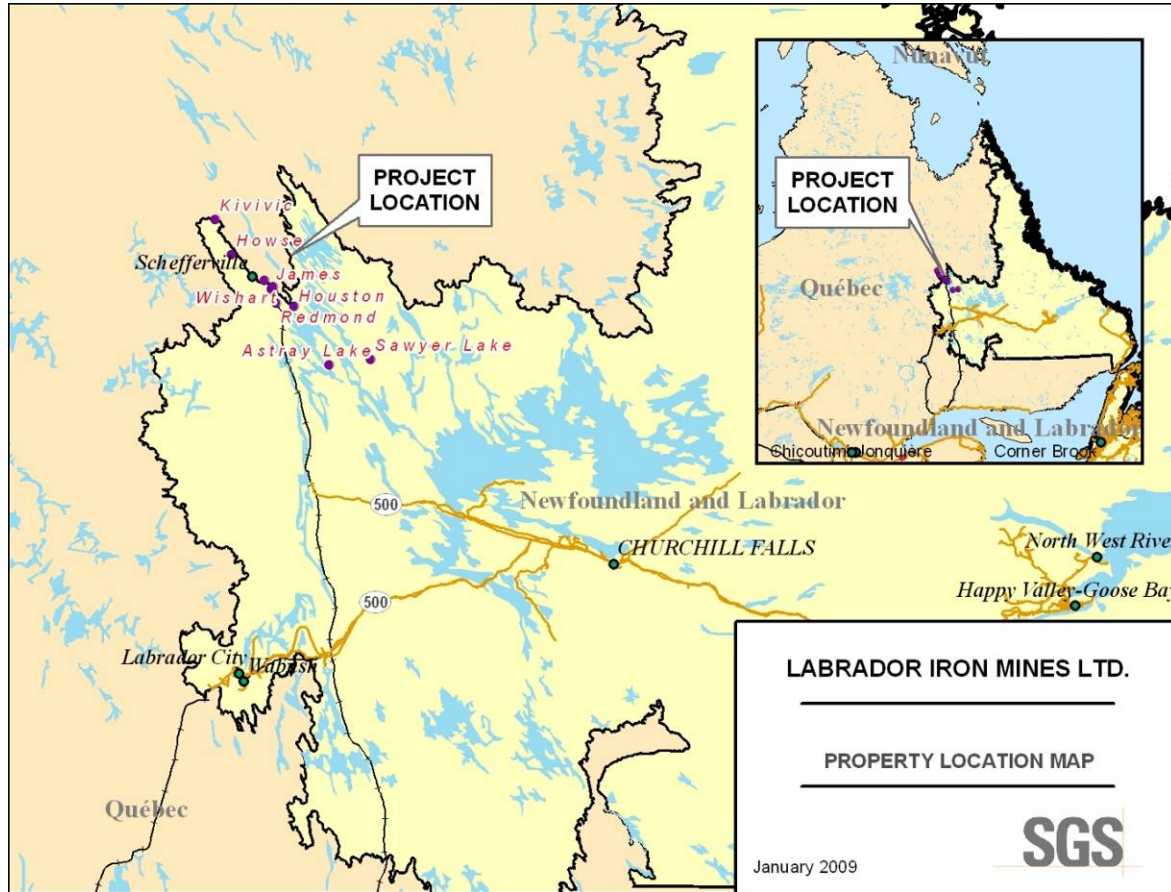 Nunavut
PROJECT
LOCATION
Québec
Newfoundland and Labrador
Chicoutimi Jonquière
Corner Brook
PROJECT
LOCATION
Kivivic
Howse
Schefferville
James
Wishart
Houston
Redmond
Astray Lake
Sawyer Lake
500
Newfoundland and Labrador
CHURCHILL FALLS
North West River
Happy Valley-Goose Bay
500
Labrador City
Wabush
Québec
LABRADOR IRON MINES LTD.
PROPERTY LOCATION MAP
SGS
January 2009